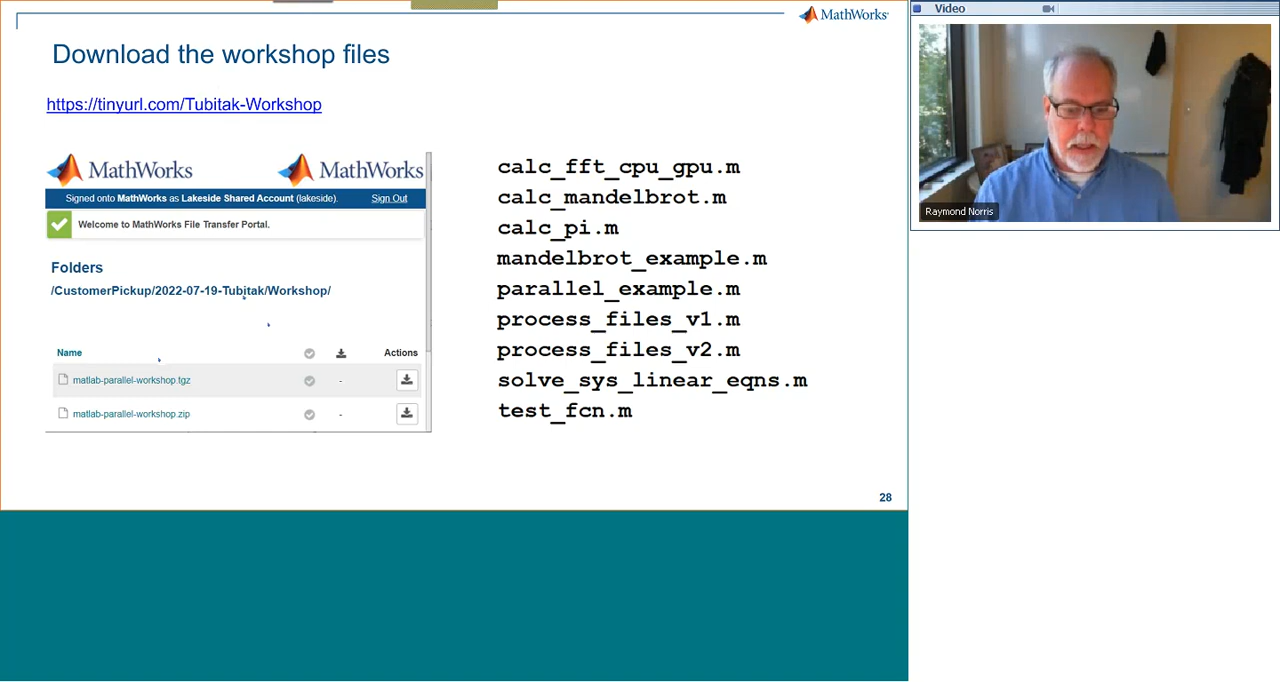 MathWorks
Download the workshop files
https://tinyurl.com/Tubitak-Workshop
MathWorks
MathWorks
Signed onto MathWorks as Lakeside Shared Account (lakeside).
Sign Out
Welcome to MathWorks File Transfer Portal.
Folders
/CustomerPickup/2022-07-19-Tubitak/Workshop/
Name
Actions
matlab-parallel-workshop.tgz
-
matlab-parallel-workshop.zip
-
calc_fft_cpu_gpu.m
calc_mandelbrot.m
calc_pi.m
mandelbrot_example.m
parallel_example.m
process_files_v1.m
process_files_v2.m
solve_sys_linear_eqns.m
test_fcn.m
28
Video
Raymond Norris